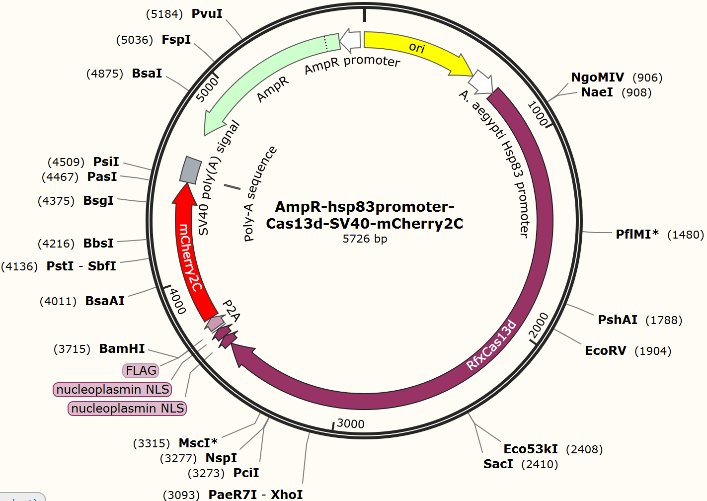 (5184) PvuI
(5036) FspI
(4875) BsaI
(4509) PsiI
(4467) PasI
(4375) BsgI
(4216) BbsI
(4136) PstI - SbfI
(4011) BsaAI
(3715) BamHI
FLAG
nucleoplasmin NLS
nucleoplasmin NLS
(3315) MscI*
(3277) NspI
(3273) PciI
(3093) PaeR7I - XhoI
NgoMIV (906)
NaeI (908)
PflMI* (1480)
PshAI (1788)
EcoRV (1904)
Eco53kI (2408)
SacI (2410)
1000
2000
3000
4000
5000
ori
AmpR promoter
AmpR
A. aegypti Hsp83 promoter
RfxCas13d
P2A
mCherry2C
SV40 poly(A) signal
Poly-A sequence
AmpR-hsp83promoter-
Cas13d-SV40-mCherry2C
5726 bp